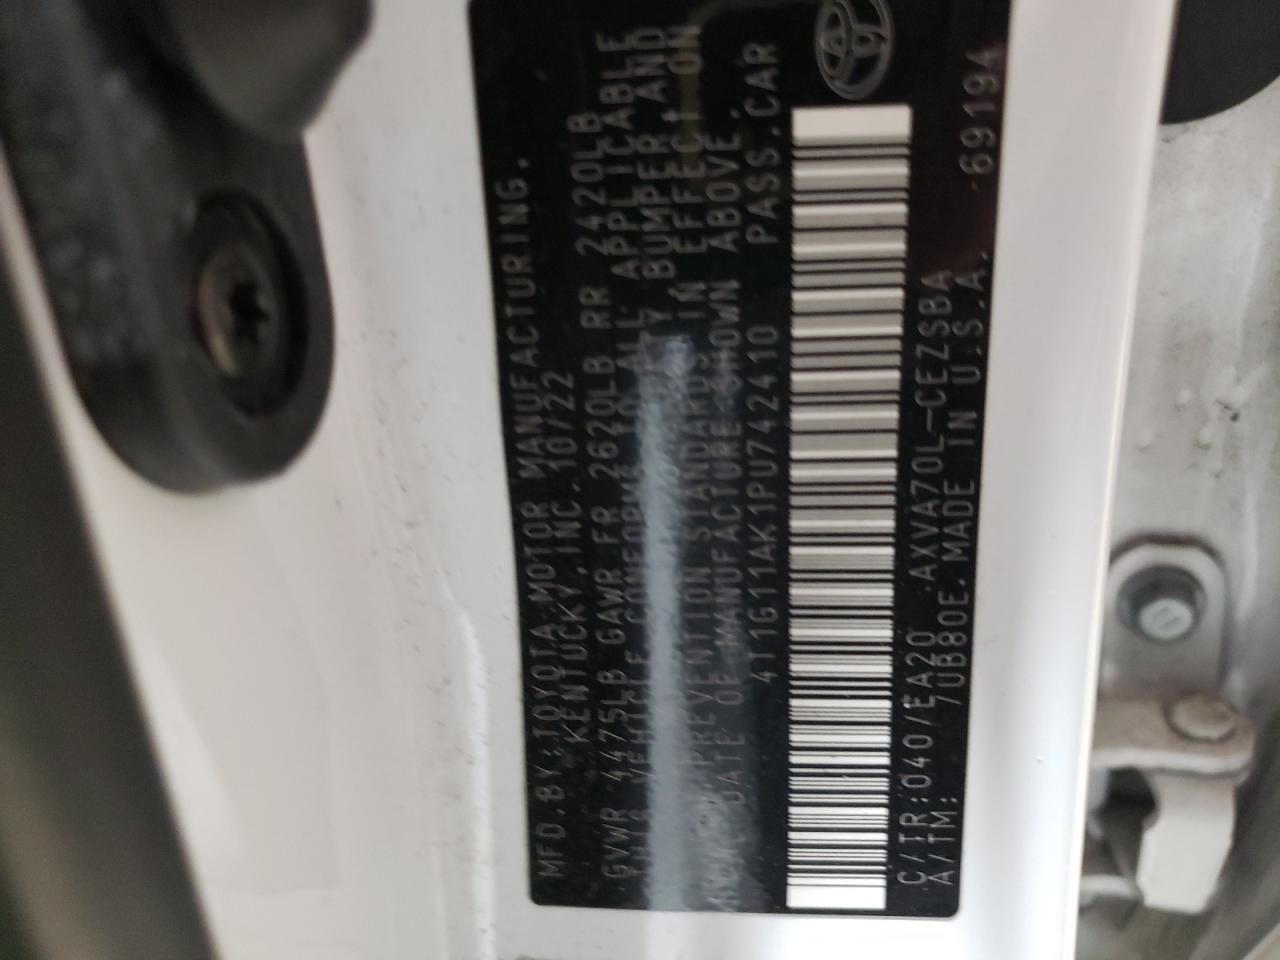 MFD.BY:TOYOTA MOTOR MANUFACTURING.
KENTUCKY,INC. 10/22
GVWR 4475LB GAWR FR 2620LB RR 2420LB
THIS VEHICLE CONFORMS TO ALL APPLICABLE
SAFETY BUMPER AND
PREVENTION STANDARDS IN EFFECT ON
DATE OF MANUFACTURE SHOWN ABOVE.
4T1G11AK1PU742410 PASS.CAR
C/TR:040/EA20 AXVA70L-CEZSBA
A/TM: /UB80E. MADE IN U.S.A. 69194